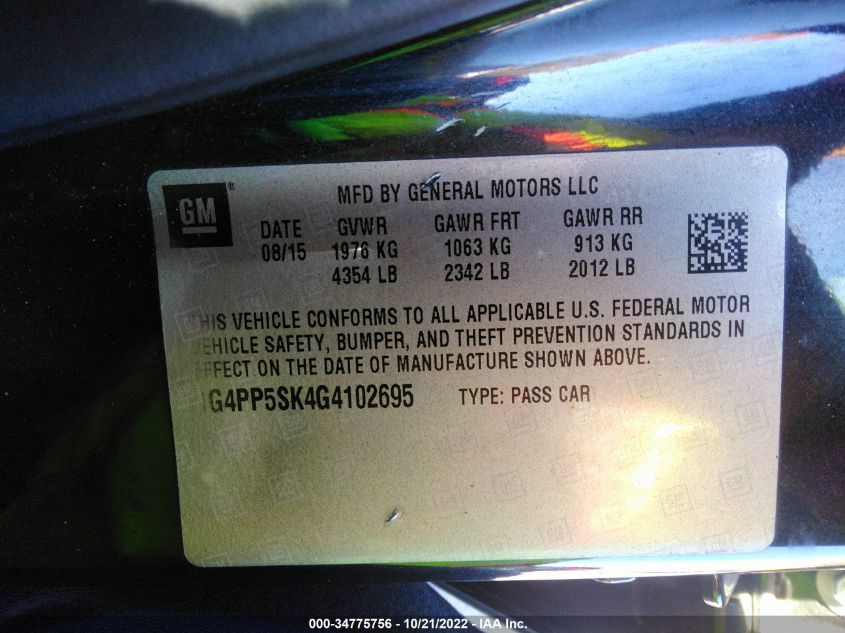 GM ®
MFD BY GENERAL MOTORS LLC
DATE GVWR GAWR FRT GAWR RR
08/15 1976 KG 1063 KG 913 KG
4354 LB 2342 LB 2012 LB
THIS VEHICLE CONFORMS TO ALL APPLICABLE U.S. FEDERAL MOTOR
VEHICLE SAFETY, BUMPER, AND THEFT PREVENTION STANDARDS IN
EFFECT ON THE DATE OF MANUFACTURE SHOWN ABOVE.
1G4PP5SK4G4102695 TYPE: PASS CAR
000-34775756 - 10/21/2022 - IAA Inc.